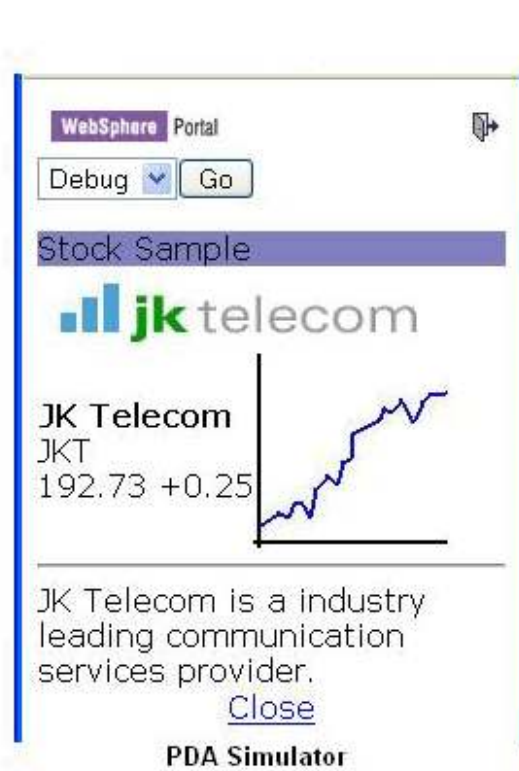 WebSphere Portal
Debug Go
Stock Sample
jk telecom
JK Telecom
JKT
192.73 +0.25
JK Telecom is a industry
leading communication
services provider.
Close
PDA Simulator